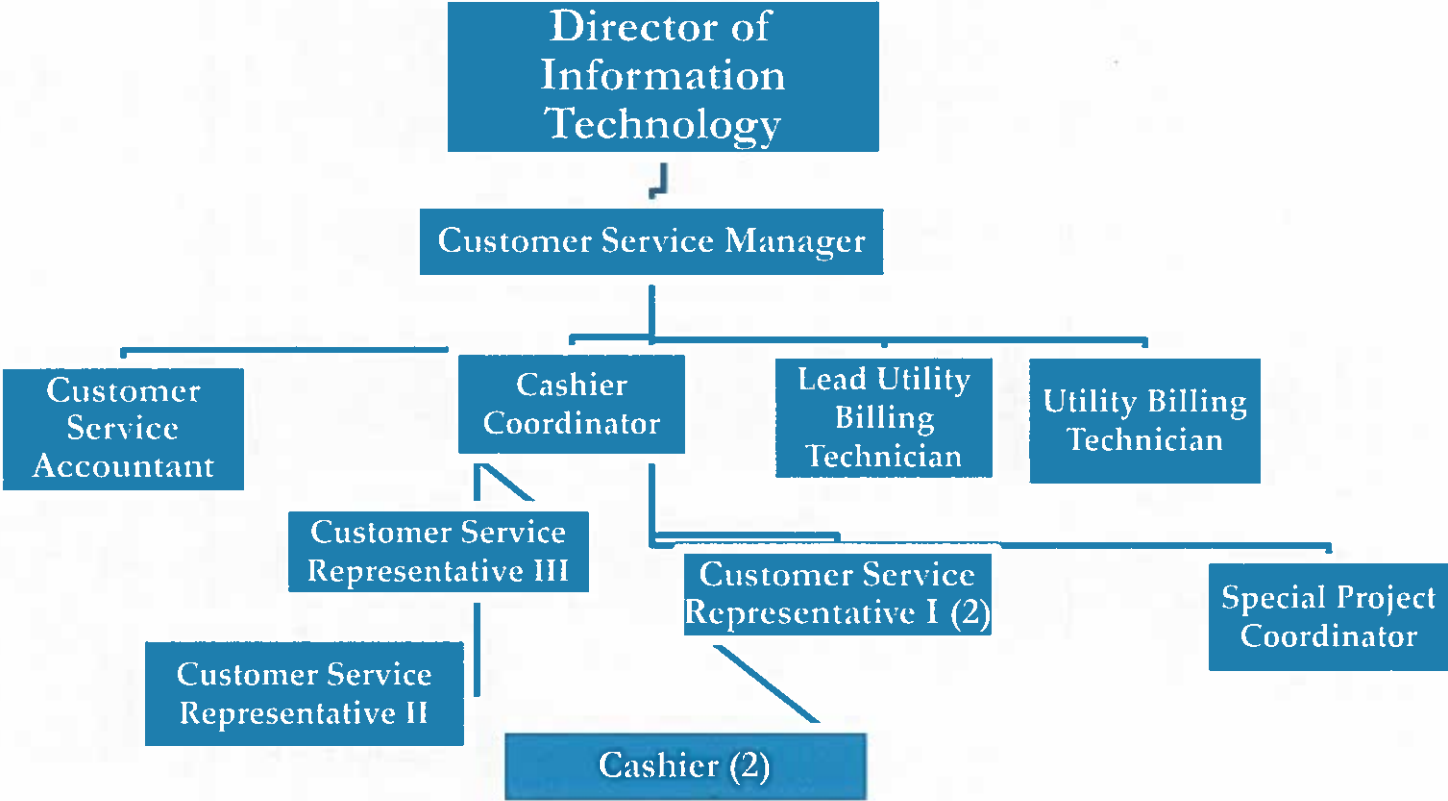 Director of
Information
Technology
Customer Service Manager
Customer
Service
Accountant
Cashier
Coordinator
Lead Utility
Billing
Technician
Utility Billing
Technician
Customer Service
Representative III
Customer Service
Representative I (2)
Special Project
Coordinator
Customer Service
Representative II
Cashier (2)